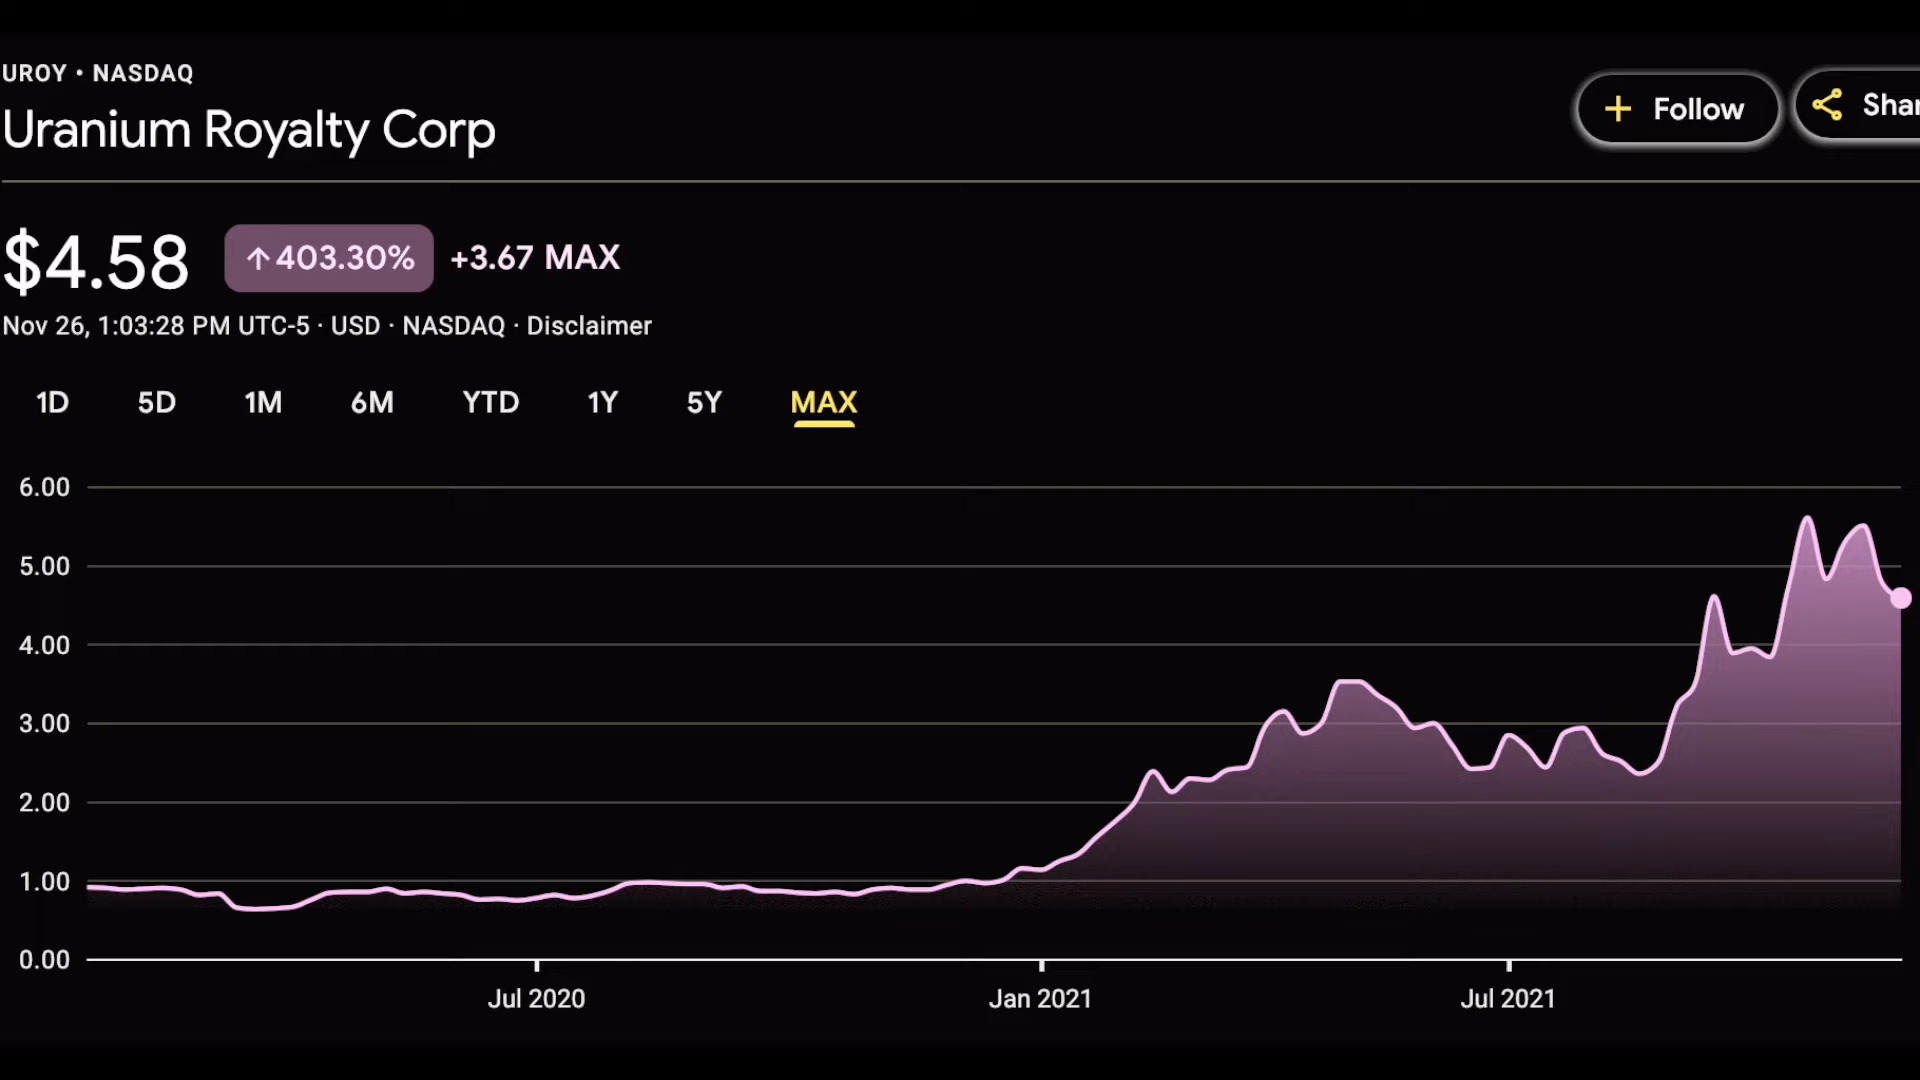 UROY • NASDAQ
Uranium Royalty Corp
+ Follow
Shar
$4.58 ↑403.30% +3.67 MAX
Nov 26, 1:03:28 PM UTC-5 · USD · NASDAQ · Disclaimer
1D 5D 1M 6M YTD 1Y 5Y MAX
6.00
5.00
4.00
3.00
2.00
1.00
0.00
Jul 2020 Jan 2021 Jul 2021